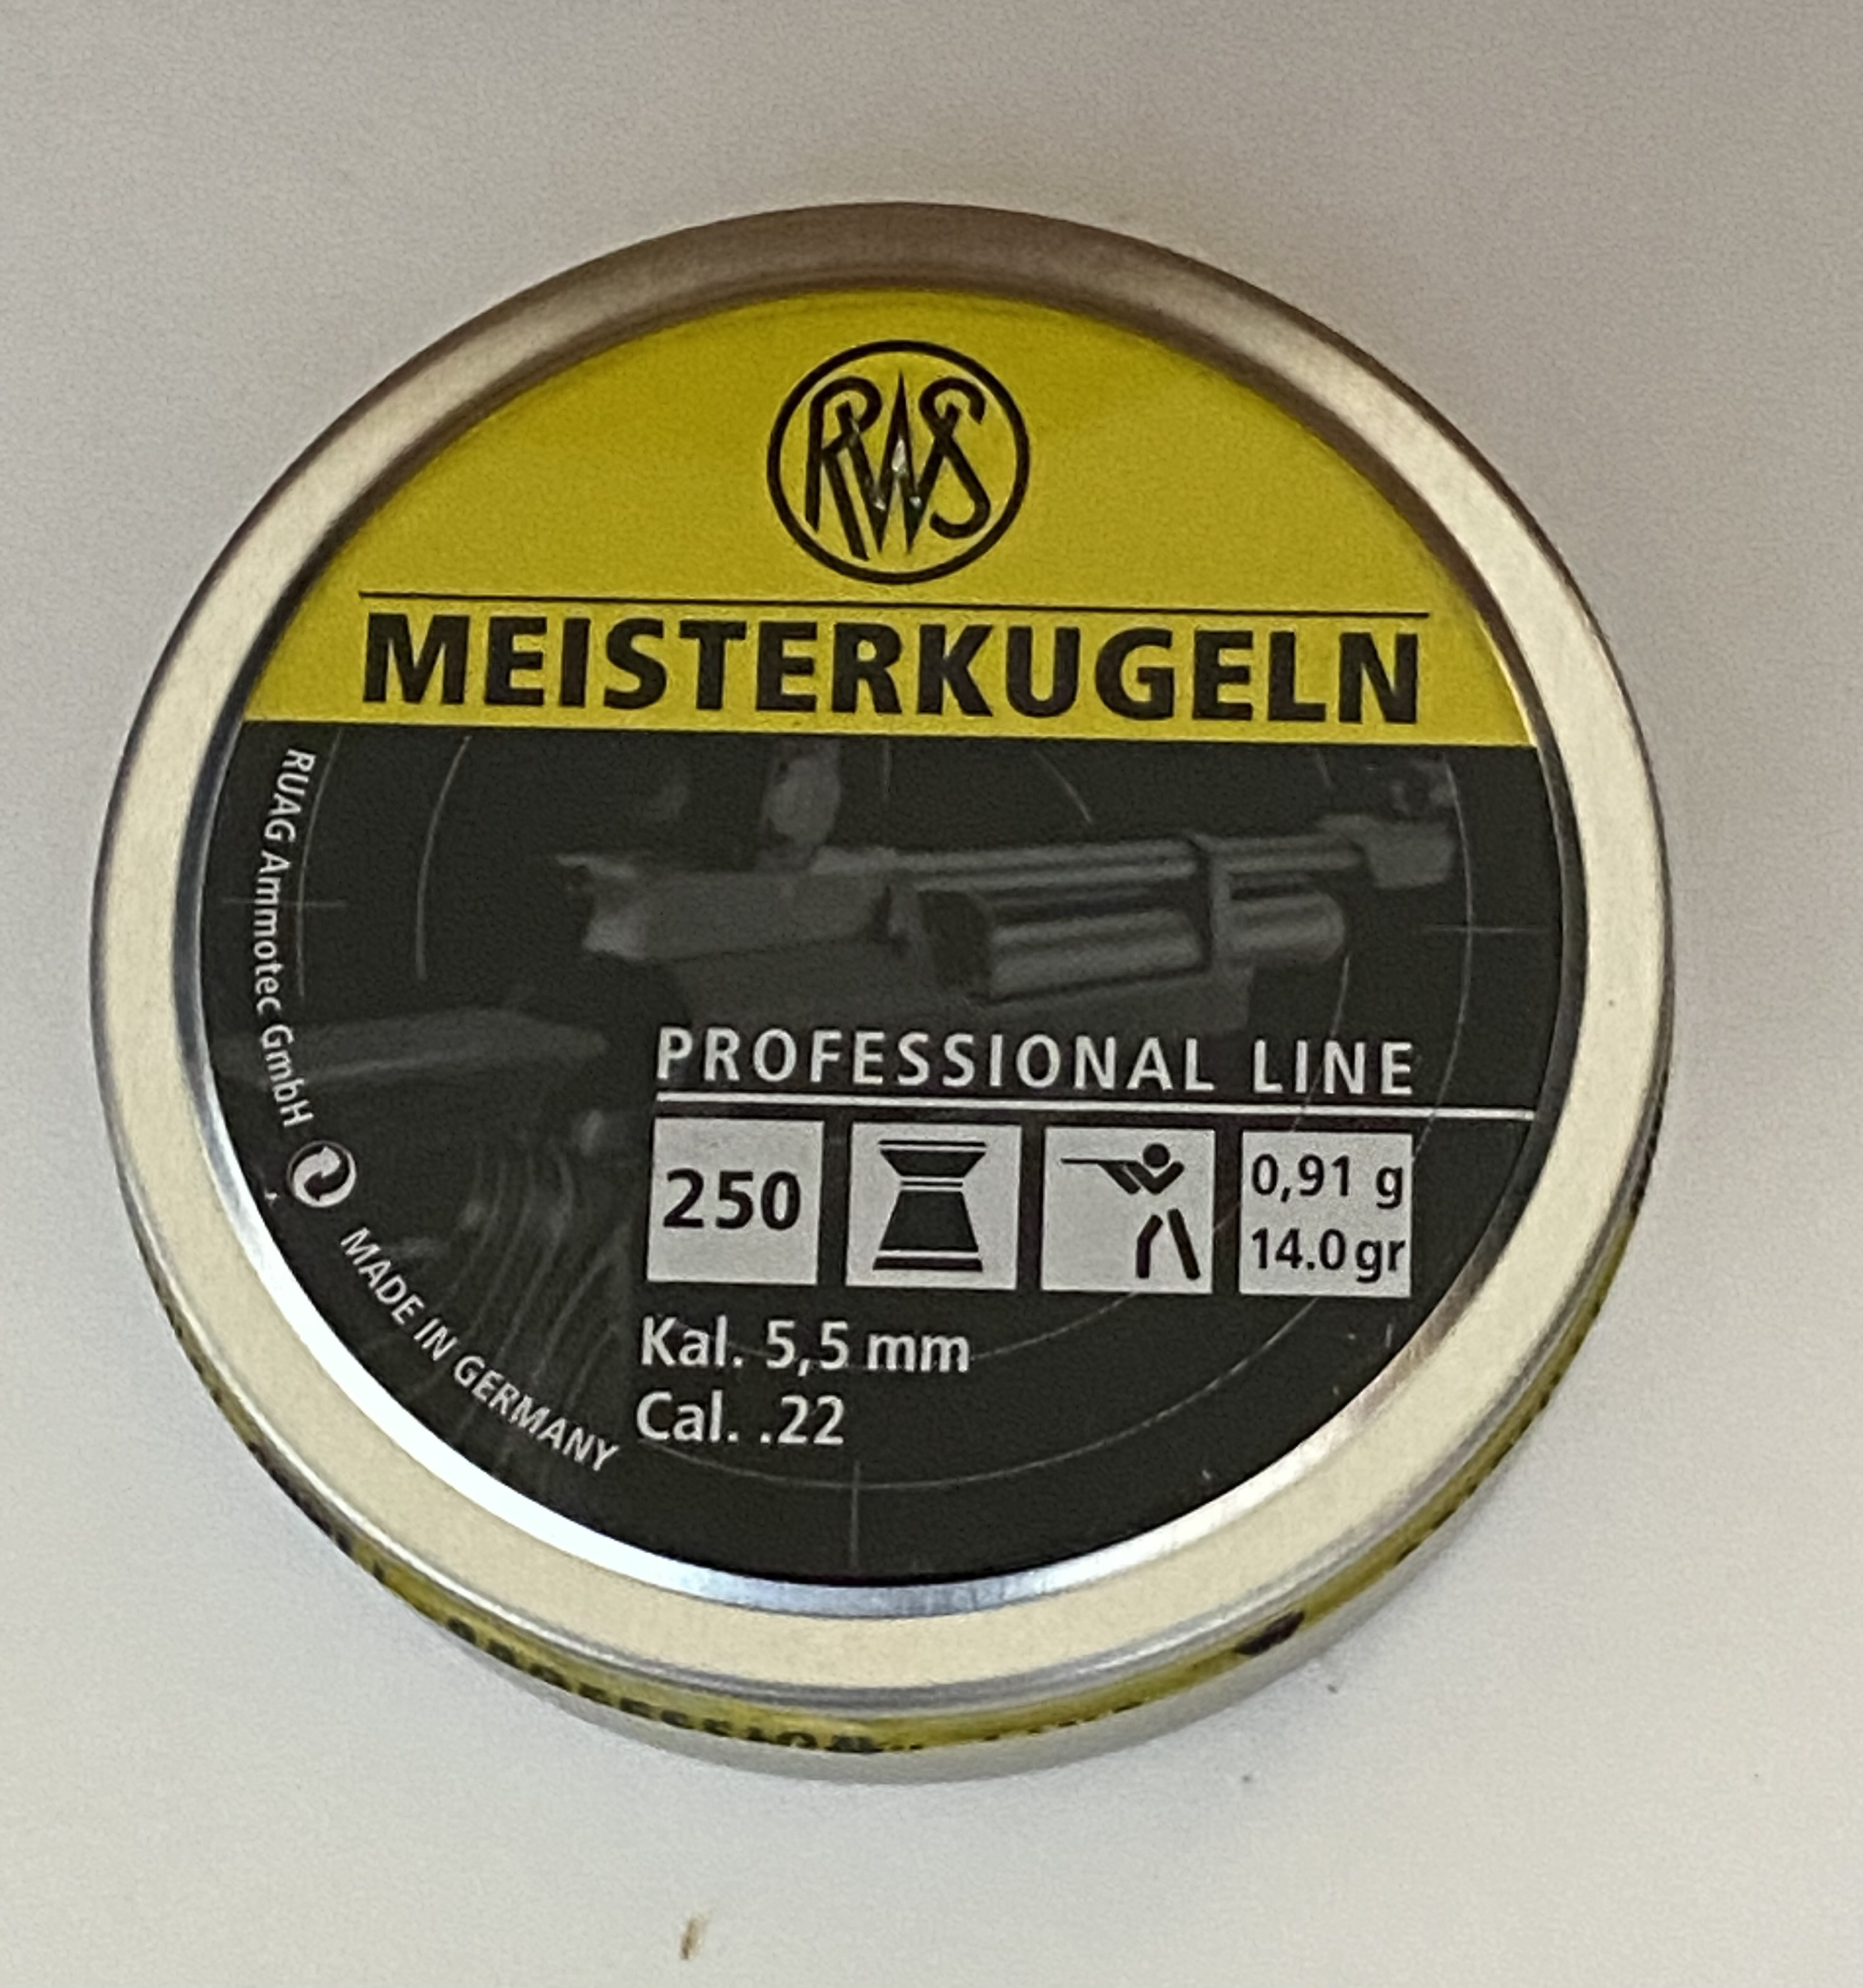 RWS
MEISTERKUGELN
RUAG Ammotec GmbH
MADE IN GERMANY
PROFESSIONAL LINE
250
0,91 g
14.0 gr
Kal. 5,5 mm
Cal. .22